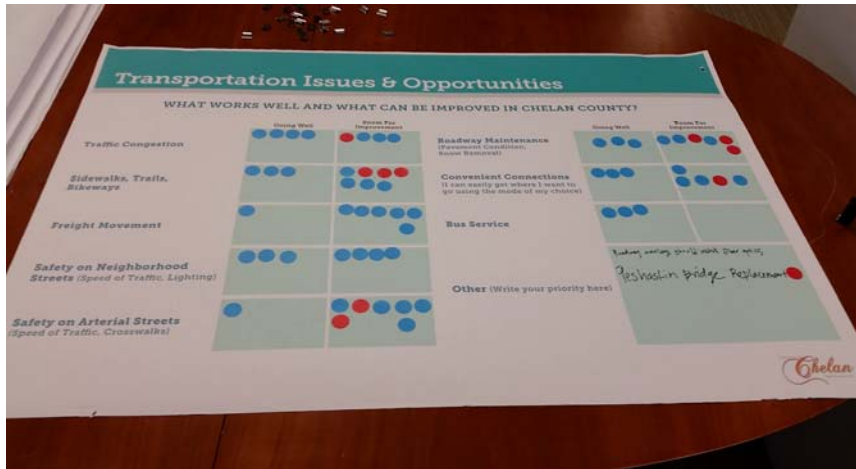 Transportation Issues & Opportunities
WHAT WORKS WELL AND WHAT CAN BE IMPROVED IN CHELAN COUNTY?
Going Well
Room For
Improvement
Traffic Congestion
Sidewalks, Trails,
Bikeways
Freight Movement
Safety on Neighborhood
Streets (Speed of Traffic, Lighting)
Safety on Arterial Streets
(Speed of Traffic, Crosswalks)
Going Well
Room For
Improvement
Roadway Maintenance
(Pavement Condition,
Snow Removal)
Convenient Connections
(I can easily get where I want to
go using the mode of my choice)
Bus Service
Other (Write your priority here)
Peshastin Bridge Replacement
Chelan